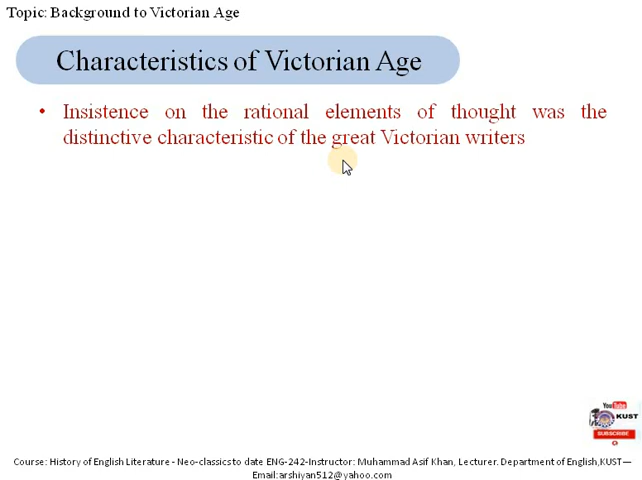 Topic: Background to Victorian Age
Characteristics of Victorian Age
• Insistence on the rational elements of thought was the
distinctive characteristic of the great Victorian writers
YouTube
KUST
SUBSCRIBE
Course: History of English Literature - Neo-classics to date ENG-242-Instructor: Muhammad Asif Khan, Lecturer. Department of English,KUST—
Email:arshiyan512@yahoo.com